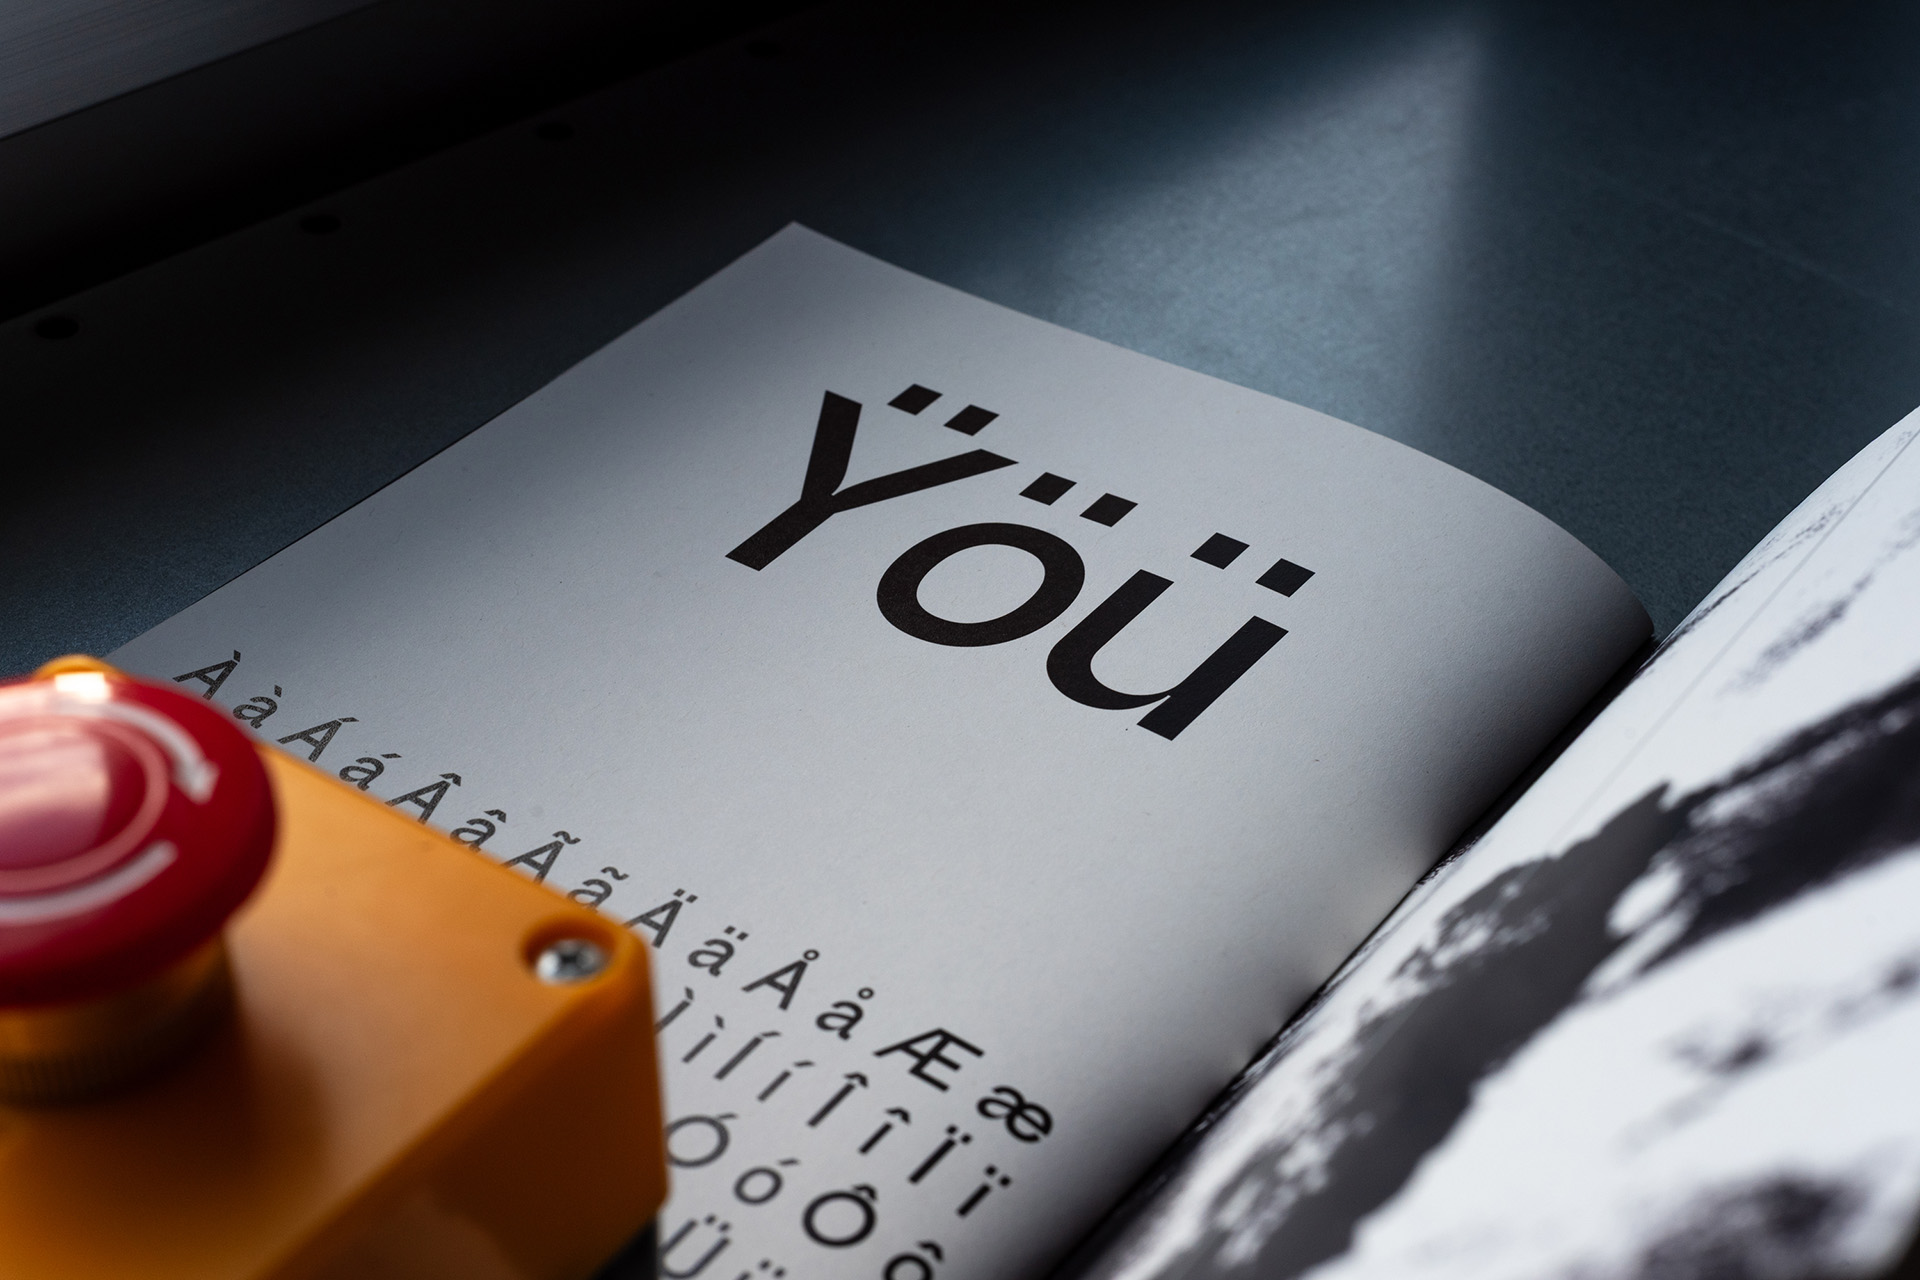 Ÿöü
À à Á á Â â Ã ã Ä ä Å å Æ æ
Ì ì Í í Î î Ï ï
Ó ó Ô ô
Ü ü